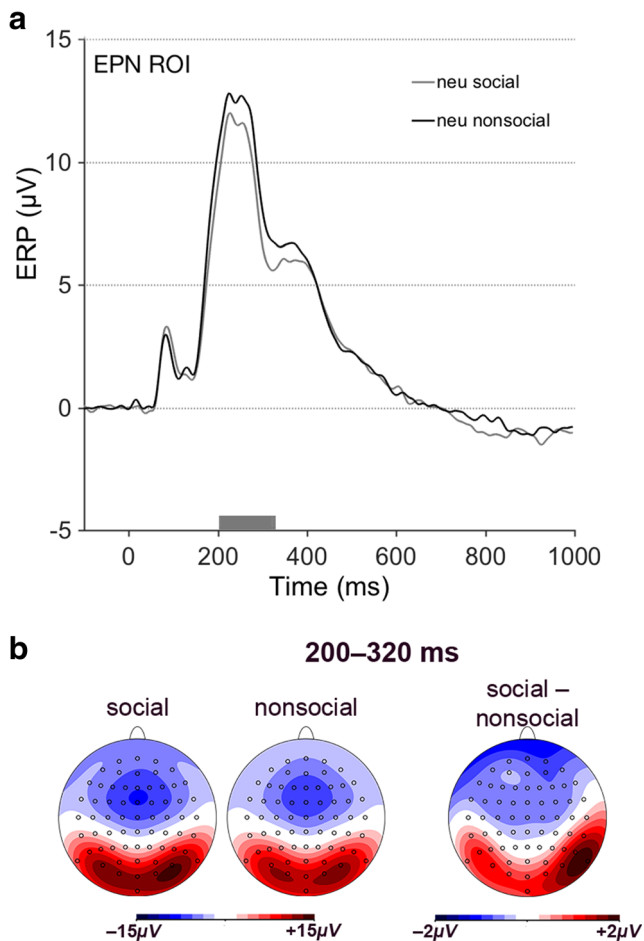 a
15
EPN ROI
neu social
neu nonsocial
10
ERP (µV)
5
0
-5
0 200 400 600 800 1000
Time (ms)
b
200–320 ms
social nonsocial social –
nonsocial
–15µV +15µV –2µV +2µV